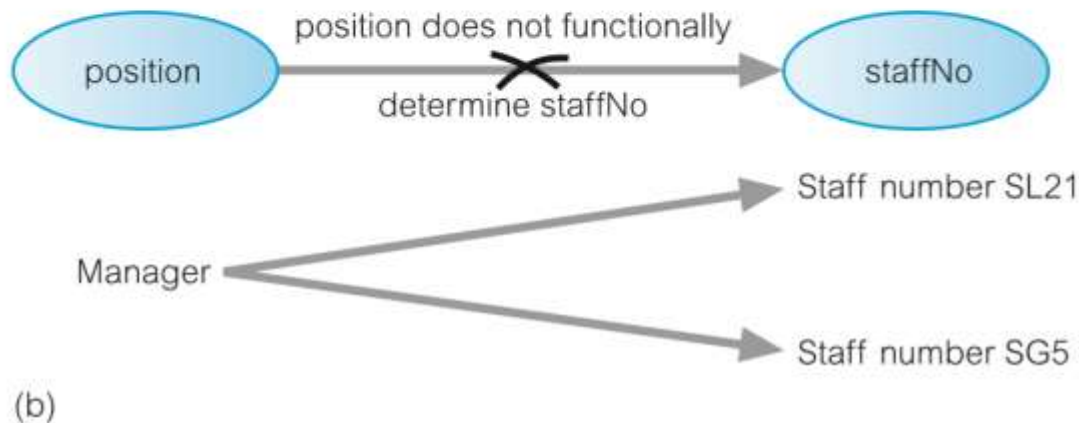 position does not functionally
position
staffNo
determine staffNo
Staff number SL21
Manager
Staff number SG5
(b)